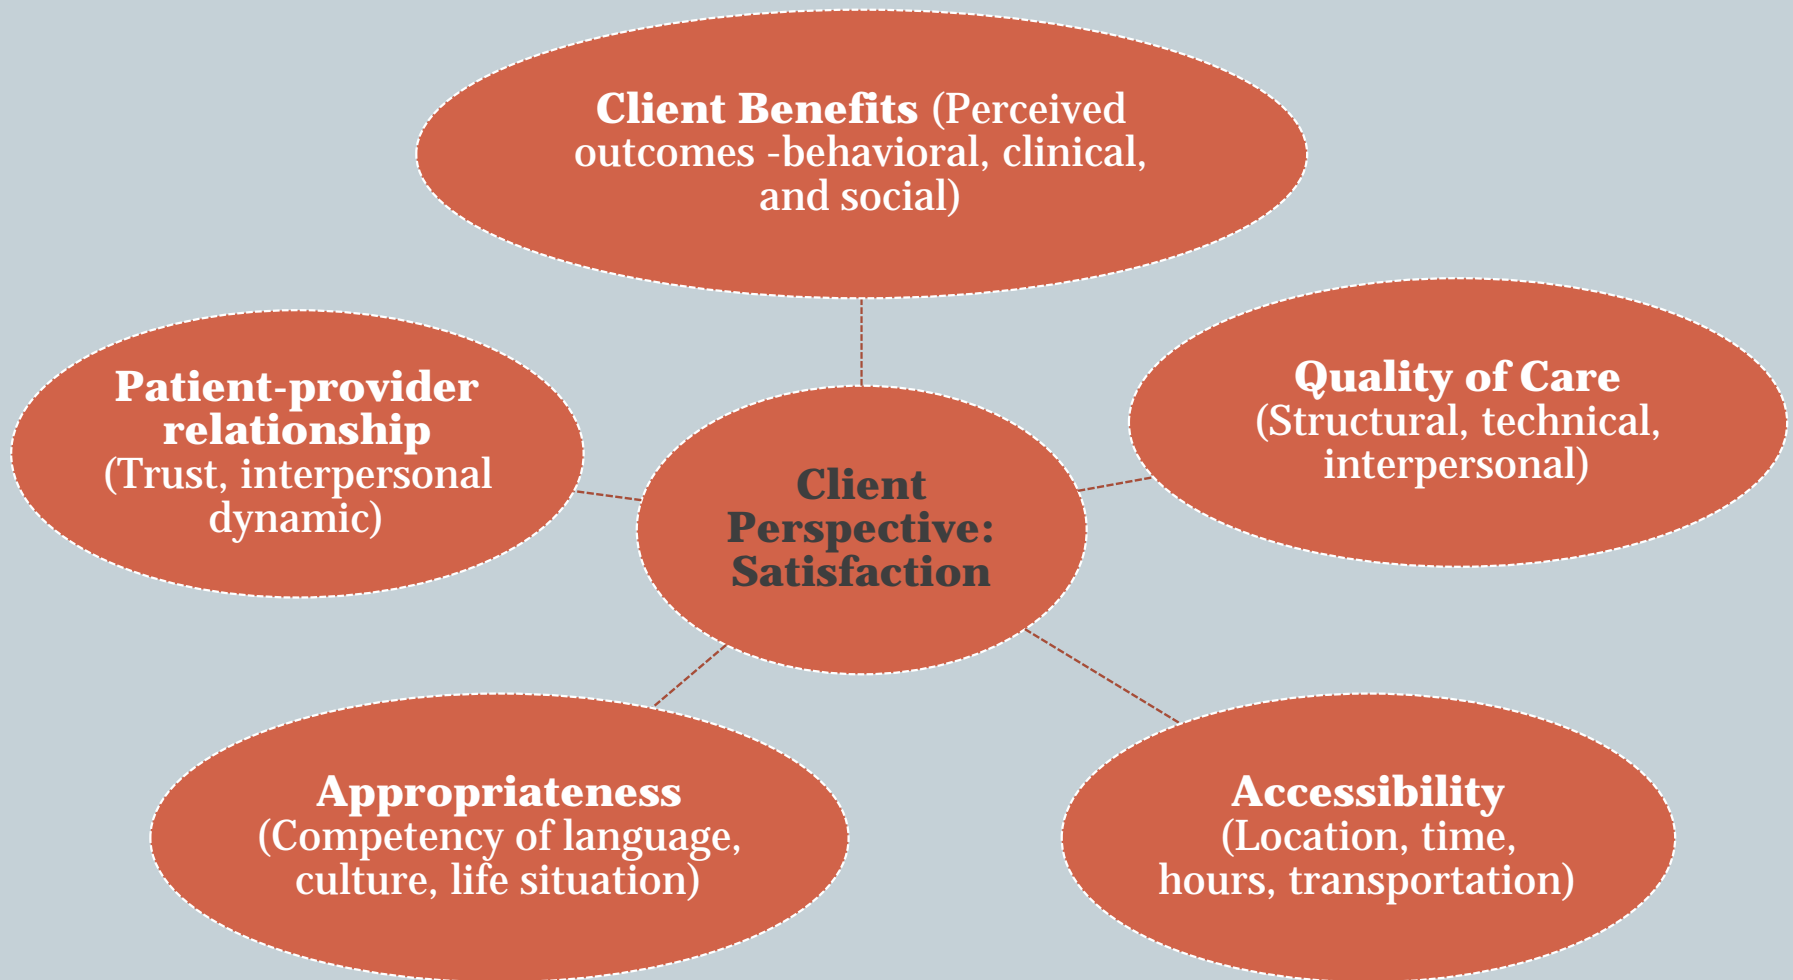 Client Benefits (Perceived
outcomes -behavioral, clinical,
and social)
Patient-provider
relationship
(Trust, interpersonal
dynamic)
Quality of Care
(Structural, technical,
interpersonal)
Client
Perspective:
Satisfaction
Appropriateness
(Competency of language,
culture, life situation)
Accessibility
(Location, time,
hours, transportation)